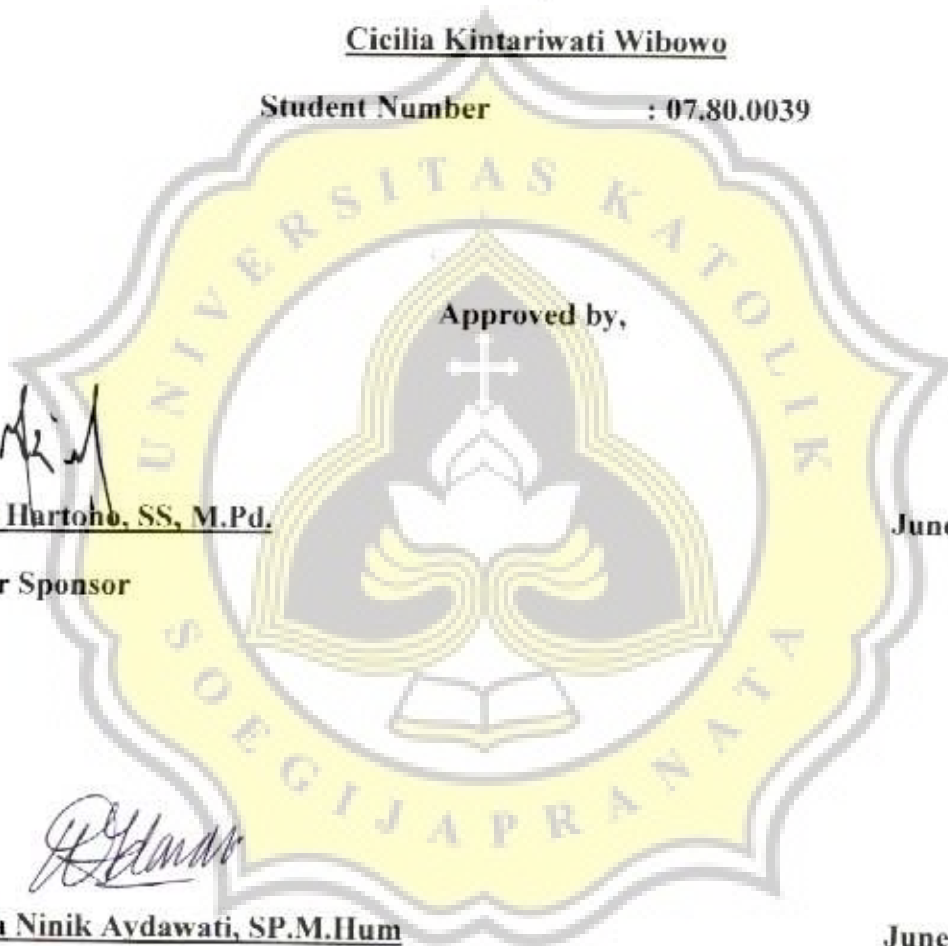 Cicilia Kintariwati Wibowo
Student Number : 07.80.0039
UNIVERSITAS KATOLIK
Approved by,
Hartono, SS, M.Pd.
June
r Sponsor
SOEGIJAPRANATA
a Ninik Aydawati, SP.M.Hum
June